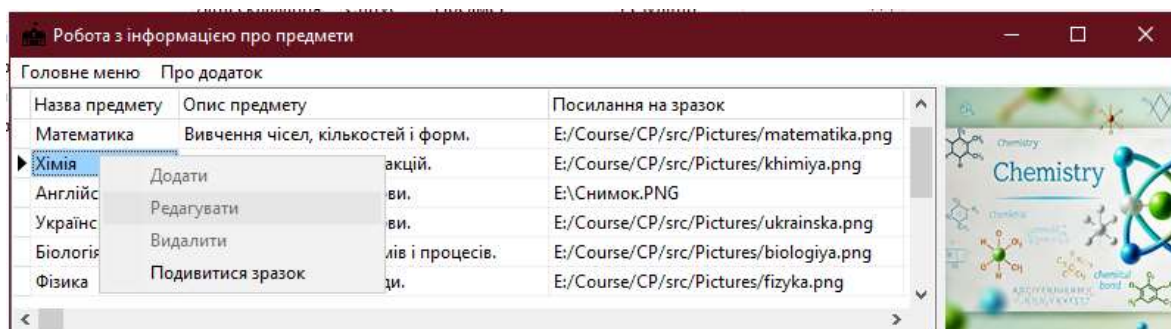 Робота з інформацією про предмети
Головне меню Про додаток
Назва предмету Опис предмету Посилання на зразок
Математика Вивчення чисел, кількостей і форм. E:/Course/CP/src/Pictures/matematika.png
Хімія акцій. E:/Course/CP/src/Pictures/khimiya.png
Додати
Англійс ви. E:\Снимок.PNG
Редагувати
Українс ви. E:/Course/CP/src/Pictures/ukrainska.png
Видалити
Біологія мів і процесів. E:/Course/CP/src/Pictures/biologiya.png
Подивитися зразок
Фізика ди. E:/Course/CP/src/Pictures/fizyka.png
Chemistry
Chemistry
chemical
bond